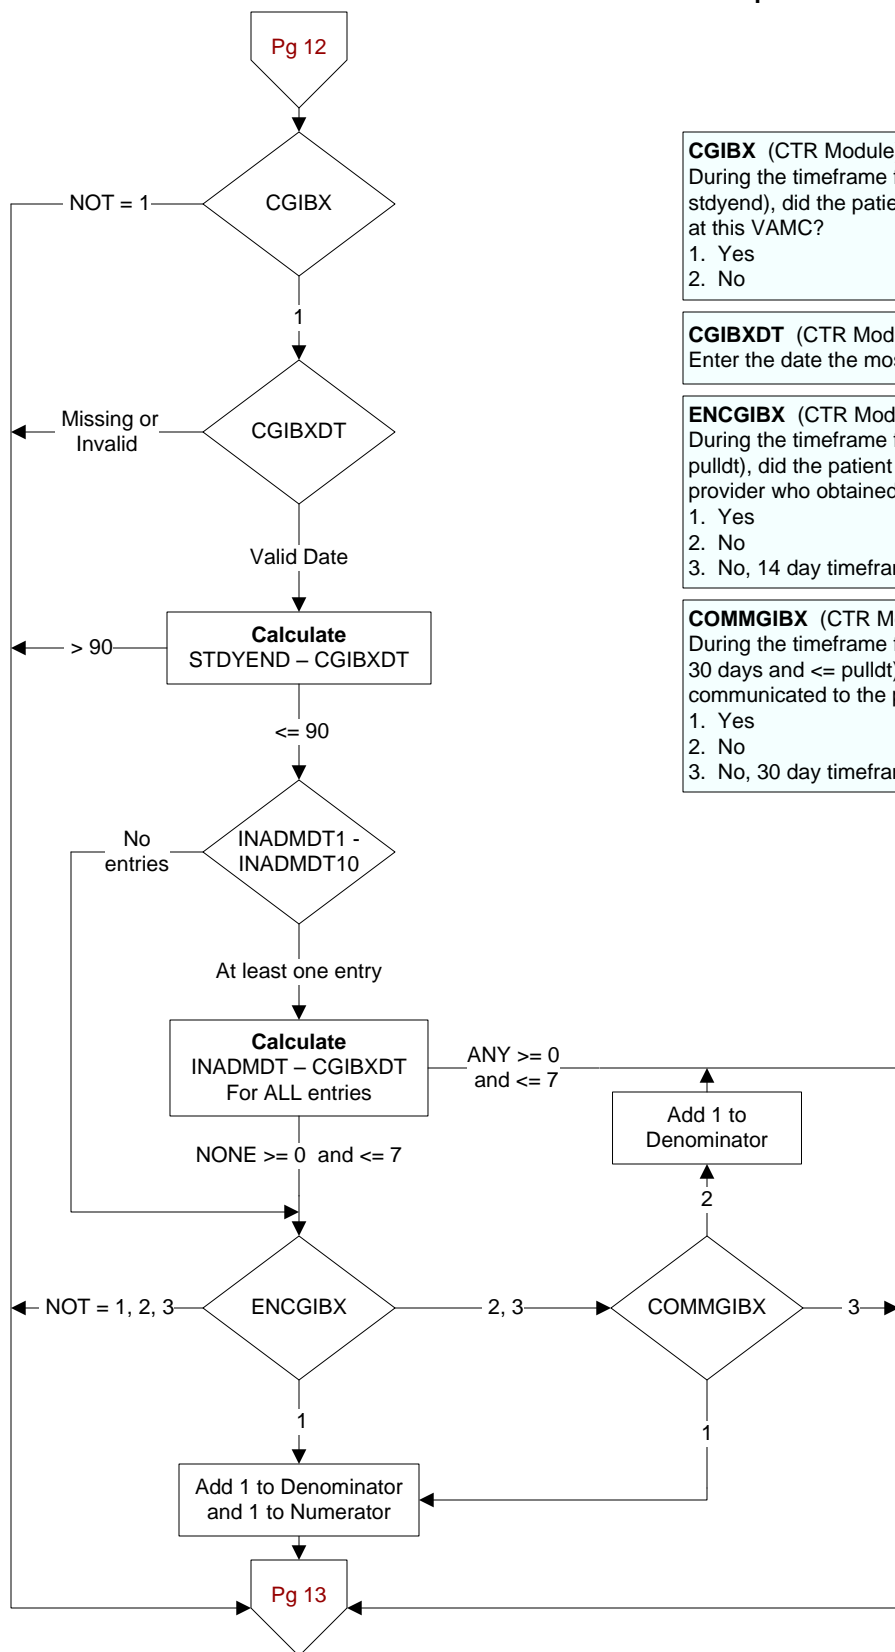 Pg 12
CGIBX
NOT = 1
1
CGIBXDT
Missing or
Invalid
Valid Date
Calculate
STDYEND – CGIBXDT
> 90
<= 90
INADMDT1 -
INADMDT10
No
entries
At least one entry
Calculate
INADMDT – CGIBXDT
For ALL entries
ANY >= 0
and <= 7
NONE >= 0 and <= 7
Add 1 to
Denominator
2
ENCGIBX
NOT = 1, 2, 3
2, 3
COMMGIBX
3
1
1
Add 1 to Denominator
and 1 to Numerator
Pg 13
CGIBX (CTR Module
During the timeframe
stdyend), did the patie
at this VAMC?
1. Yes
2. No
CGIBXDT (CTR Mod
Enter the date the mos
ENCGIBX (CTR Mod
During the timeframe
pulldt), did the patient
provider who obtained
1. Yes
2. No
3. No, 14 day timefra
COMMGIBX (CTR M
During the timeframe
30 days and <= pulldt)
communicated to the p
1. Yes
2. No
3. No, 30 day timefra